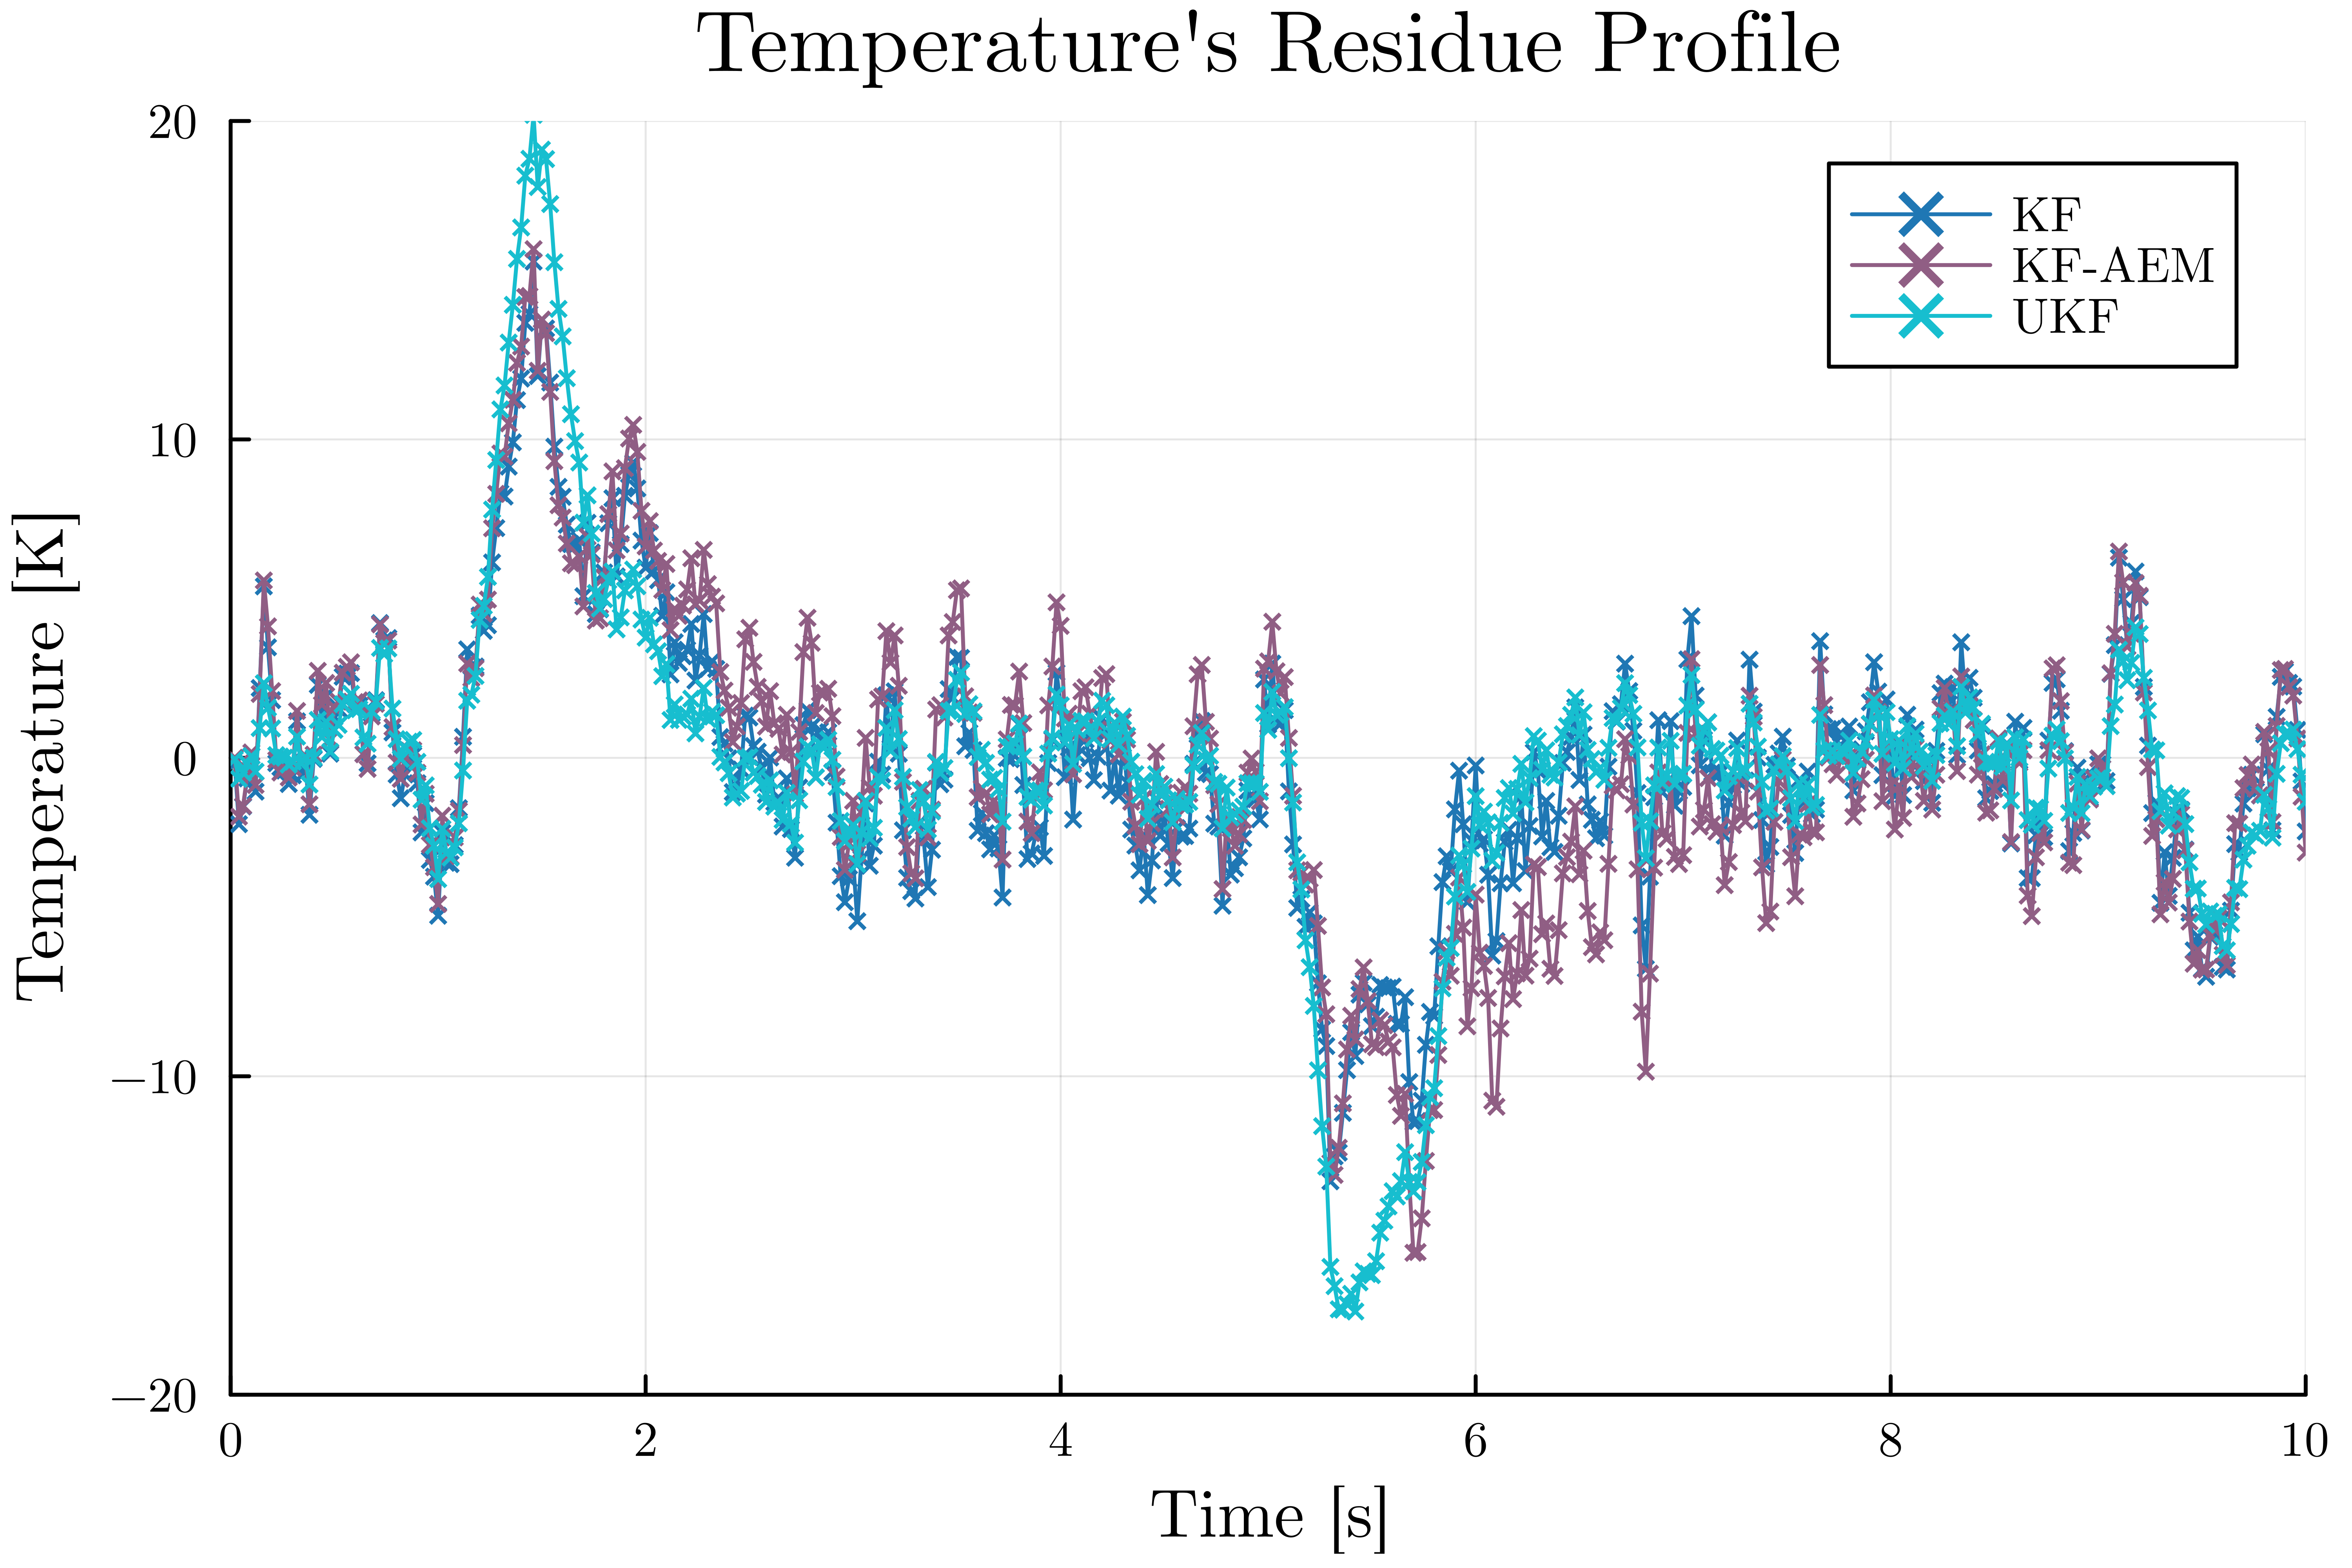 Temperature's Residue Profile
Temperature [K]
20
10
0
−10
−20
KF
KF-AEM
UKF
0 2 4 6 8 10
Time [s]